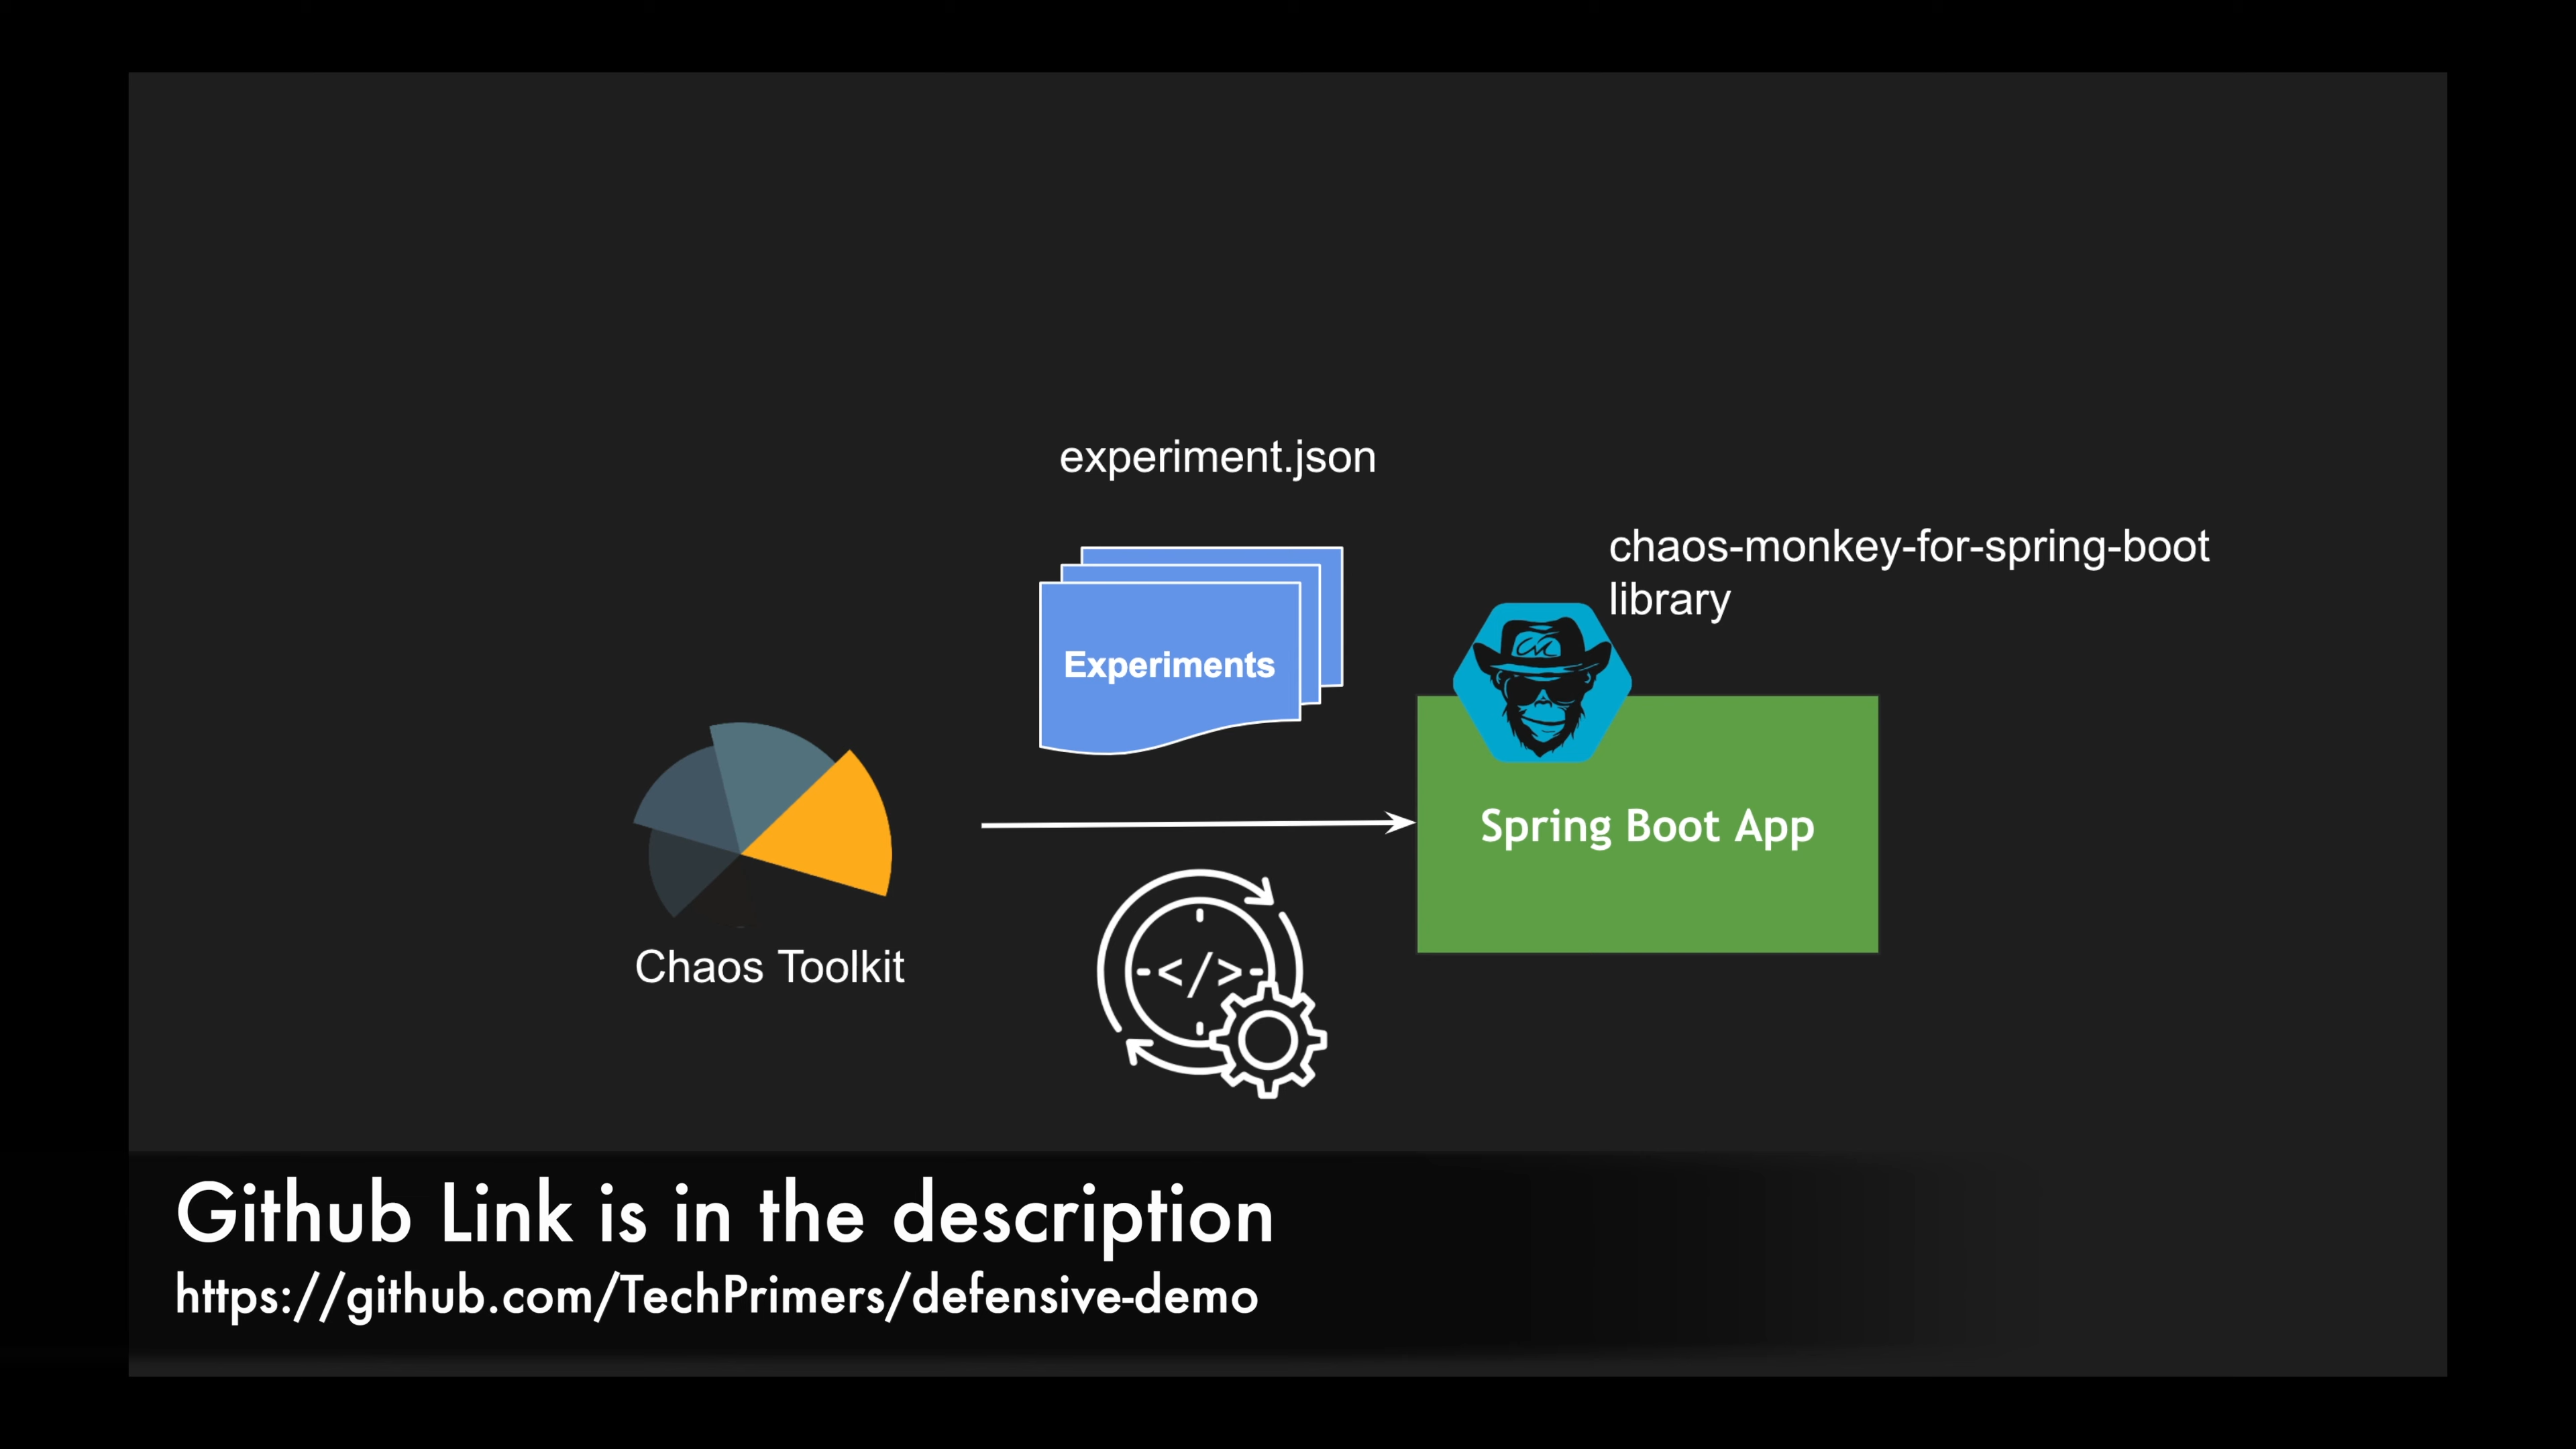 experiment.json
chaos-monkey-for-spring-boot
library
Experiments
Spring Boot App
Chaos Toolkit
</>
Github Link is in the description
https://github.com/TechPrimers/defensive-demo